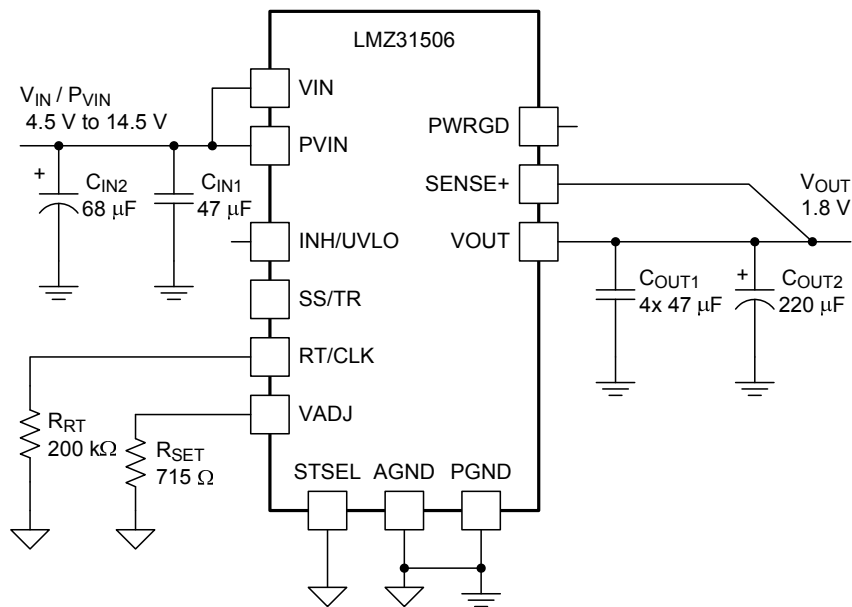 LMZ31506
VIN
V_IN / P_VIN
4.5 V to 14.5 V
PWRGD
PVIN
+
C_IN2
68 μF
C_IN1
47 μF
SENSE+
V_OUT
1.8 V
INH/UVLO
VOUT
C_OUT1
4x 47 μF
+
C_OUT2
220 μF
SS/TR
RT/CLK
R_RT
200 kΩ
VADJ
R_SET
715 Ω
STSEL AGND PGND